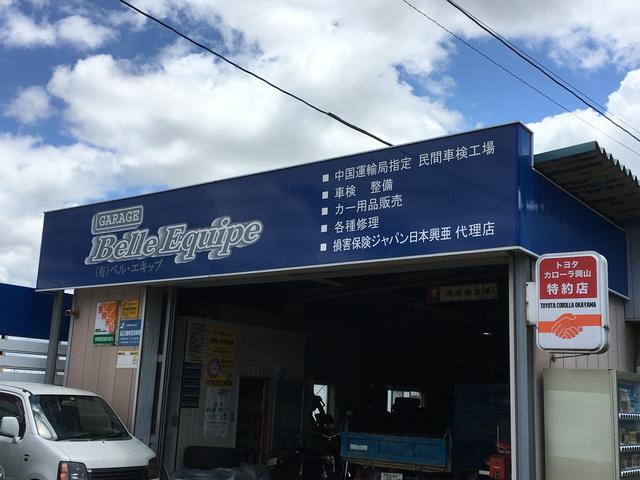 GARAGE
Belle Equipe
(有)ベル・エキップ
■ 中国運輸局指定 民間車検工場
■ 車検 整備
■ カー用品販売
■ 各種修理
■ 損害保険ジャパン日本興亜 代理店
トヨタ
カローラ岡山
特約店
TOYOTA COROLLA OKAYAMA